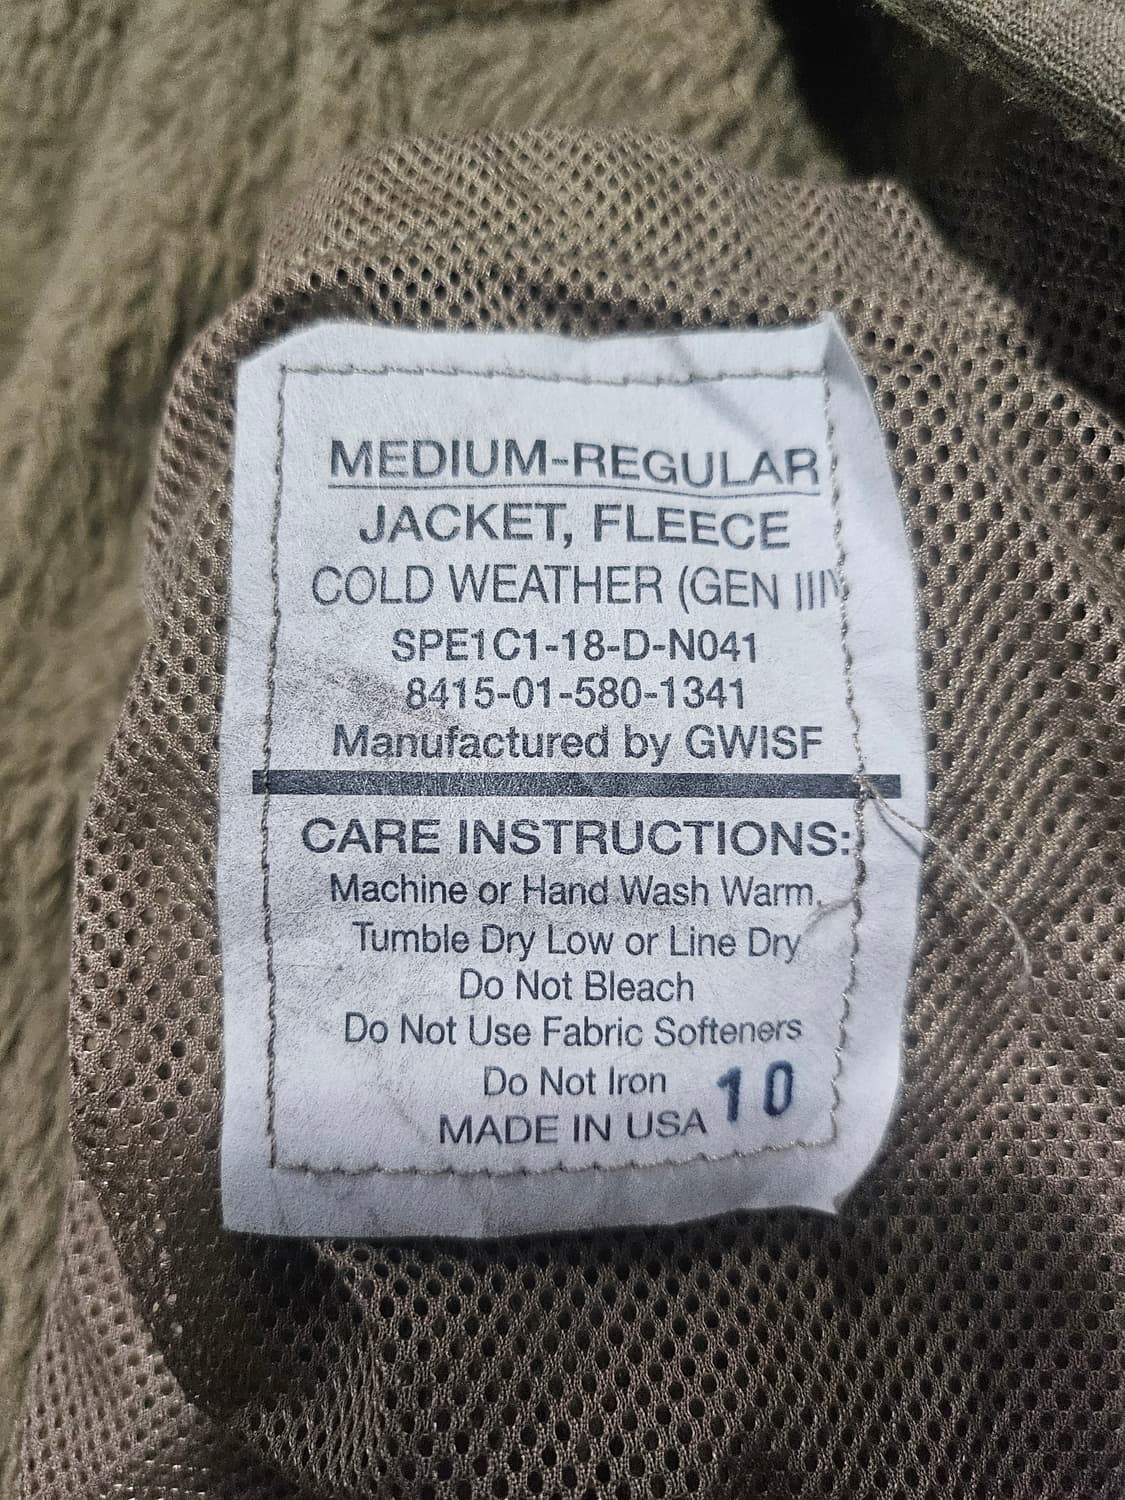 MEDIUM-REGULAR
JACKET, FLEECE
COLD WEATHER (GEN III)
SPE1C1-18-D-N041
8415-01-580-1341
Manufactured by GWISF
CARE INSTRUCTIONS:
Machine or Hand Wash Warm.
Tumble Dry Low or Line Dry
Do Not Bleach
Do Not Use Fabric Softeners
Do Not Iron
MADE IN USA 10